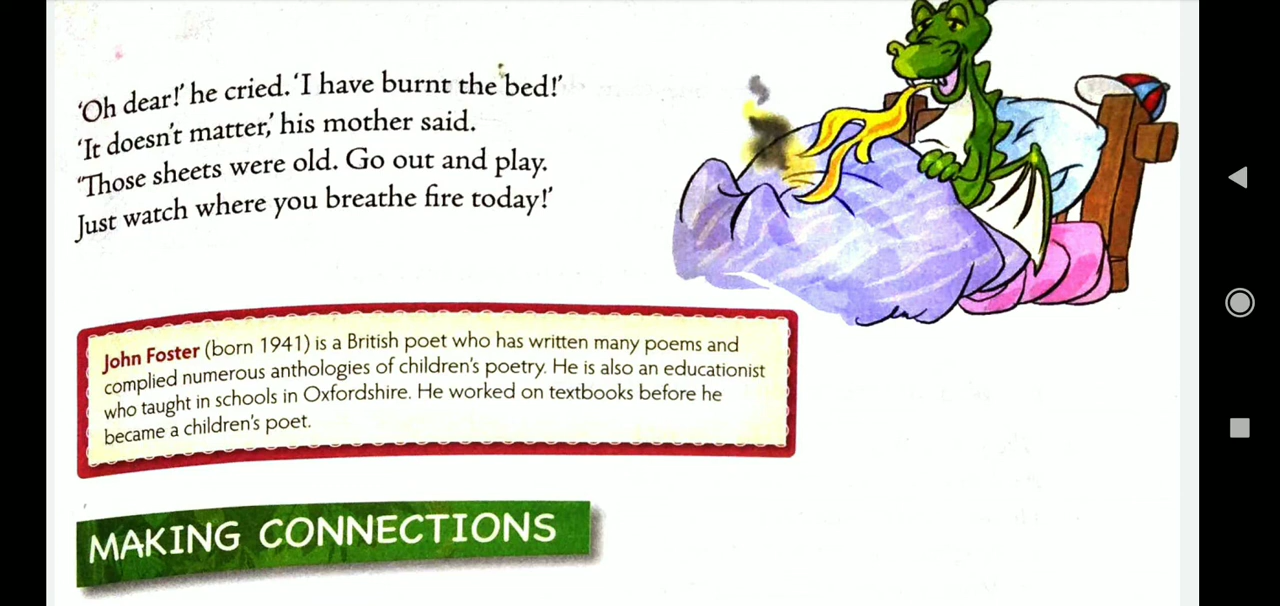 ‘Oh dear!’ he cried. ‘I have burnt the bed!’
‘It doesn’t matter,’ his mother said.
‘Those sheets were old. Go out and play.
Just watch where you breathe fire today!’
John Foster (born 1941) is a British poet who has written many poems and
complied numerous anthologies of children’s poetry. He is also an educationist
who taught in schools in Oxfordshire. He worked on textbooks before he
became a children’s poet.
MAKING CONNECTIONS